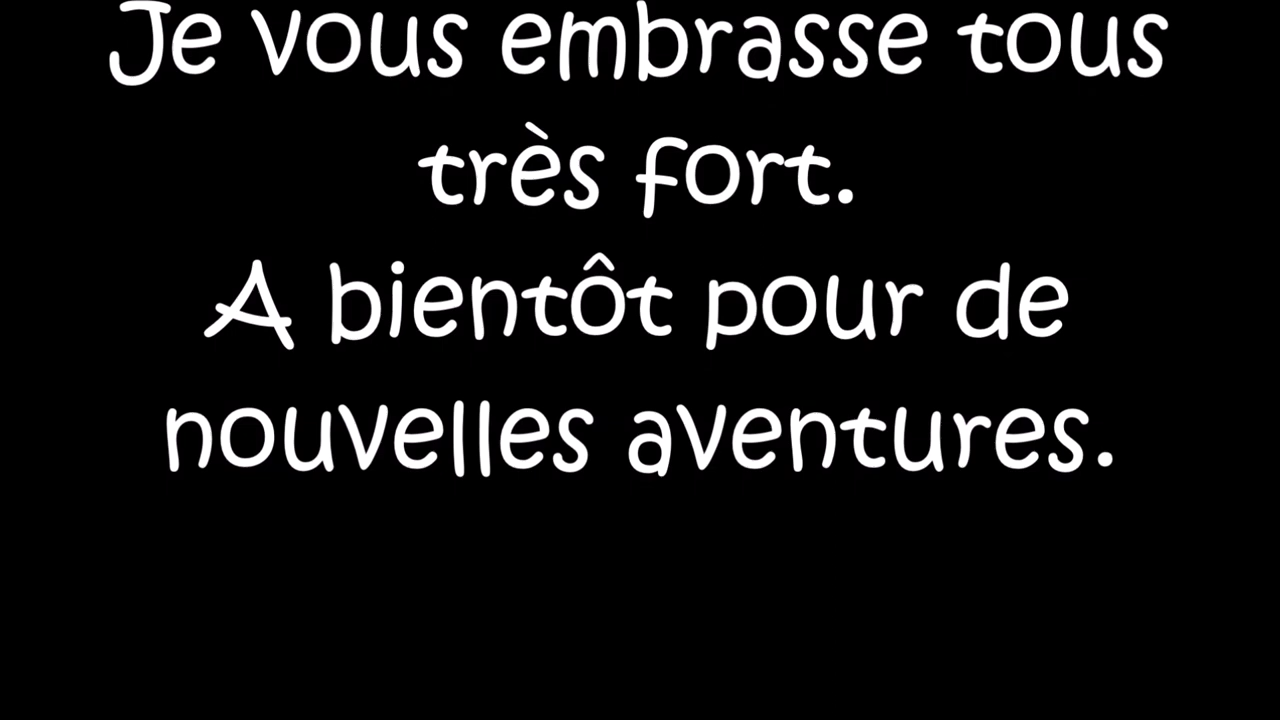 Je vous embrasse tous
très fort.
A bientôt pour de
nouvelles aventures.